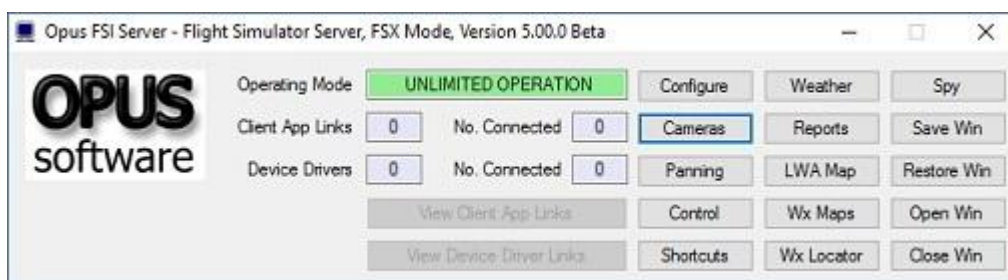 Opus FSI Server - Flight Simulator Server, FSX Mode, Version 5.00.0 Beta
OPUS
software
Operating Mode UNLIMITED OPERATION Configure Weather Spy
Client App Links 0 No. Connected 0 Cameras Reports Save Win
Device Drivers 0 No. Connected 0 Panning LWA Map Restore Win
View Client App Links Control Wx Maps Open Win
View Device Driver Links Shortcuts Wx Locator Close Win